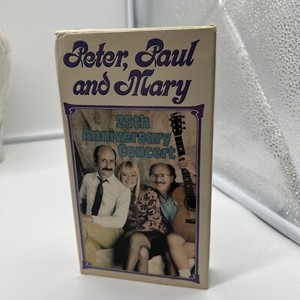 Peter, Paul
and Mary
25th
Anniversary
Concert